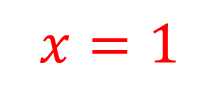 x = 1